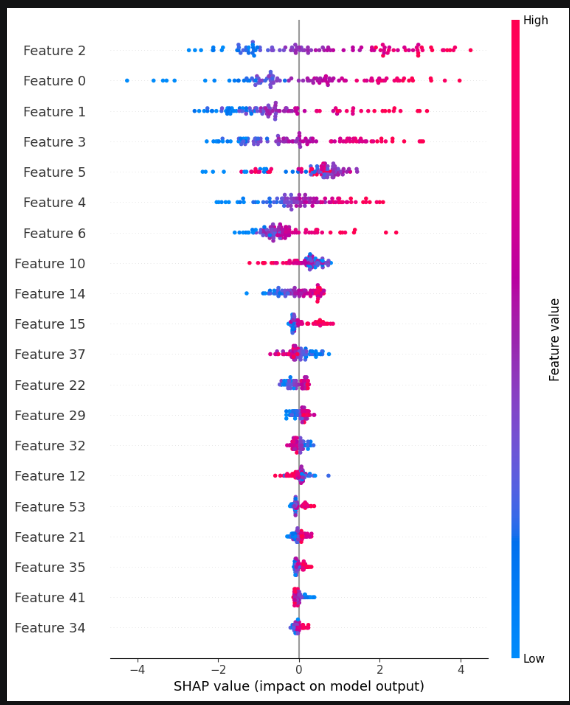 High
Feature 2
Feature 0
Feature 1
Feature 3
Feature 5
Feature 4
Feature 6
Feature 10
Feature 14
Feature 15
Feature 37
Feature 22
Feature 29
Feature 32
Feature 12
Feature 53
Feature 21
Feature 35
Feature 41
Feature 34
Feature value
Low
−4 −2 0 2 4
SHAP value (impact on model output)